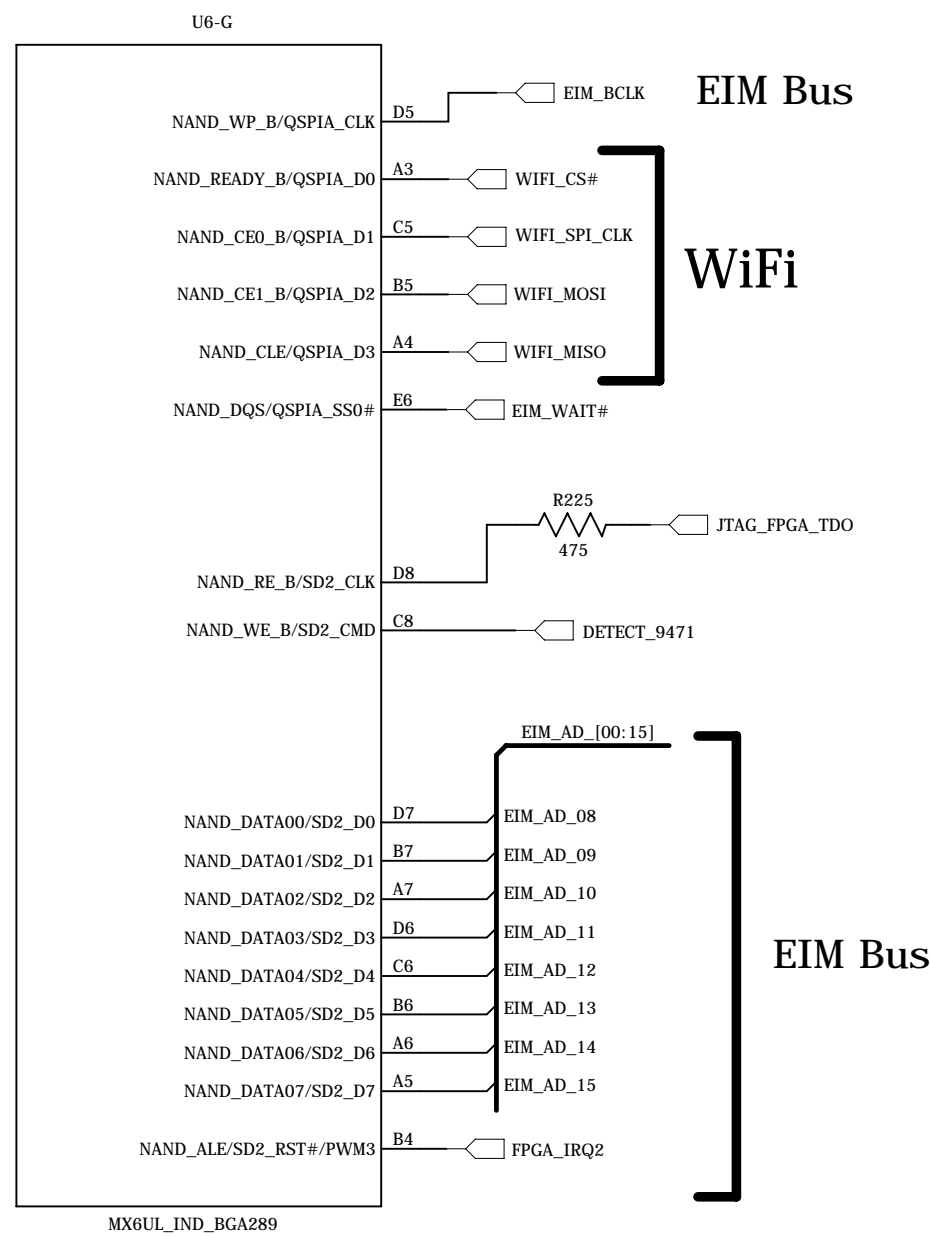 U6-G
NAND_WP_B/QSPIA_CLK D5 EIM_BCLK EIM Bus
NAND_READY_B/QSPIA_D0 A3 WIFI_CS#
NAND_CE0_B/QSPIA_D1 C5 WIFI_SPI_CLK
WiFi
NAND_CE1_B/QSPIA_D2 B5 WIFI_MOSI
NAND_CLE/QSPIA_D3 A4 WIFI_MISO
NAND_DQS/QSPIA_SS0# E6 EIM_WAIT#
R225
475
JTAG_FPGA_TDO
NAND_RE_B/SD2_CLK D8
NAND_WE_B/SD2_CMD C8 DETECT_9471
EIM_AD_[00:15]
NAND_DATA00/SD2_D0 D7 EIM_AD_08
NAND_DATA01/SD2_D1 B7 EIM_AD_09
NAND_DATA02/SD2_D2 A7 EIM_AD_10
NAND_DATA03/SD2_D3 D6 EIM_AD_11
EIM Bus
NAND_DATA04/SD2_D4 C6 EIM_AD_12
NAND_DATA05/SD2_D5 B6 EIM_AD_13
NAND_DATA06/SD2_D6 A6 EIM_AD_14
NAND_DATA07/SD2_D7 A5 EIM_AD_15
NAND_ALE/SD2_RST#/PWM3 B4 FPGA_IRQ2
MX6UL_IND_BGA289